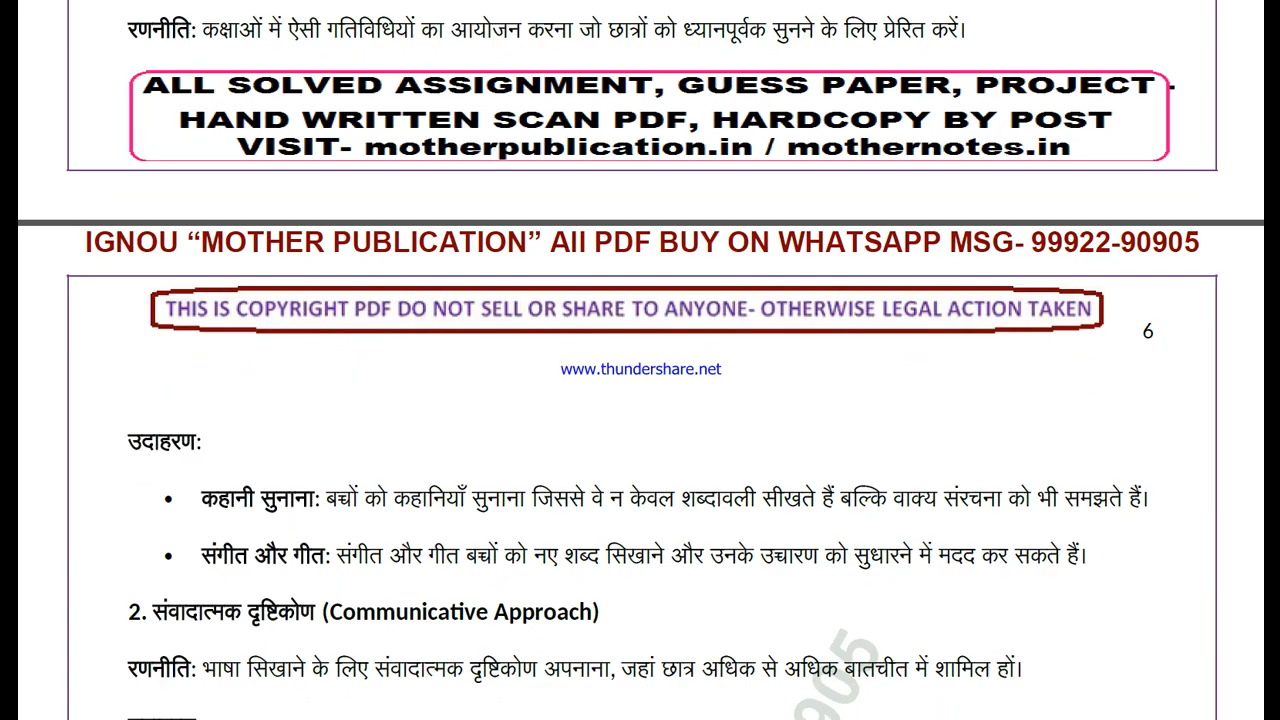 रणनीति: कक्षाओं में ऐसी गतिविधियों का आयोजन करना जो छात्रों को ध्यानपूर्वक सुनने के लिए प्रेरित करें।
ALL SOLVED ASSIGNMENT, GUESS PAPER, PROJECT -
HAND WRITTEN SCAN PDF, HARDCOPY BY POST
VISIT- motherpublication.in / mothernotes.in
IGNOU “MOTHER PUBLICATION” All PDF BUY ON WHATSAPP MSG- 99922-90905
THIS IS COPYRIGHT PDF DO NOT SELL OR SHARE TO ANYONE- OTHERWISE LEGAL ACTION TAKEN
6
www.thundershare.net
उदाहरण:
• कहानी सुनाना: बच्चों को कहानियाँ सुनाना जिससे वे न केवल शब्दावली सीखते हैं बल्कि वाक्य संरचना को भी समझते हैं।
• संगीत और गीत: संगीत और गीत बच्चों को नए शब्द सिखाने और उनके उच्चारण को सुधारने में मदद कर सकते हैं।
2. संवादात्मक दृष्टिकोण (Communicative Approach)
रणनीति: भाषा सिखाने के लिए संवादात्मक दृष्टिकोण अपनाना, जहां छात्र अधिक से अधिक बातचीत में शामिल हों।
905